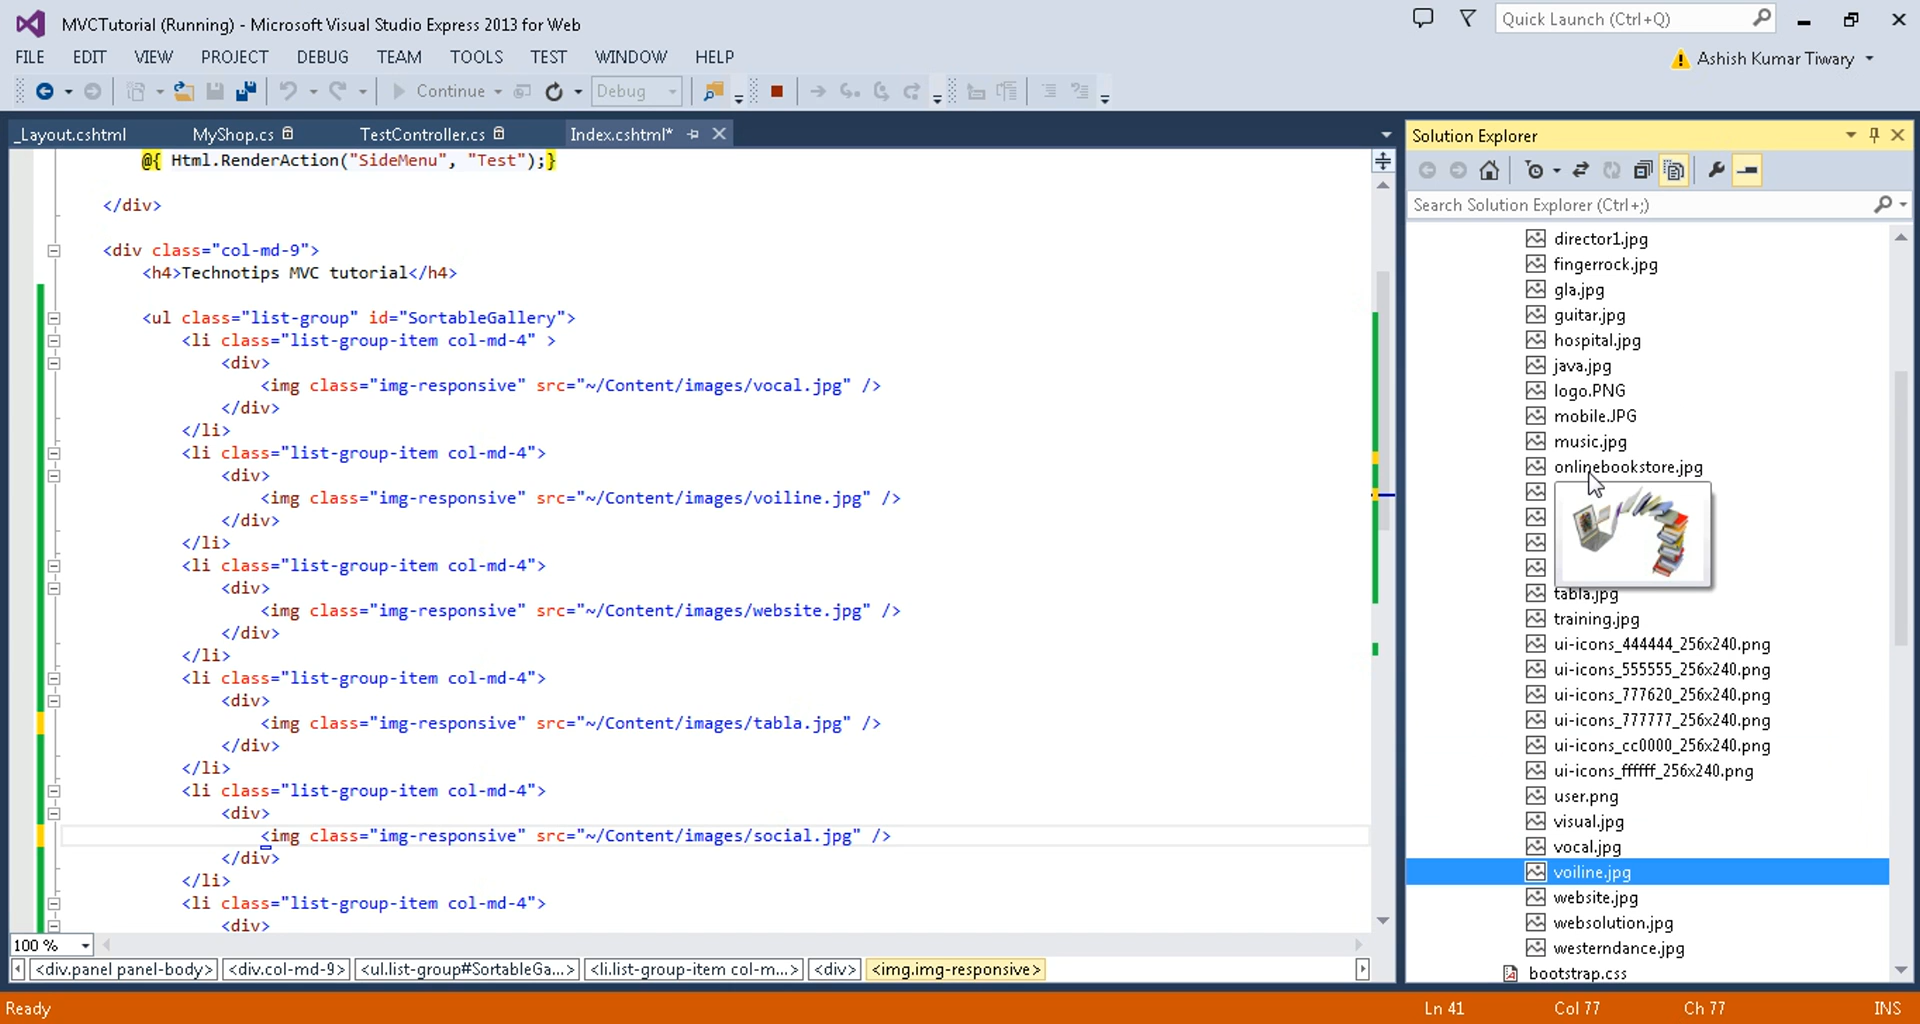 MVCTutorial (Running) - Microsoft Visual Studio Express 2013 for Web
Quick Launch (Ctrl+Q)
FILE EDIT VIEW PROJECT DEBUG TEAM TOOLS TEST WINDOW HELP
Ashish Kumar Tiwary
Continue
Debug
_Layout.cshtml MyShop.cs TestController.cs Index.cshtml*
@{ Html.RenderAction("SideMenu", "Test");}
</div>
<div class="col-md-9">
<h4>Technotips MVC tutorial</h4>
<ul class="list-group" id="SortableGallery">
<li class="list-group-item col-md-4" >
<div>
<img class="img-responsive" src="~/Content/images/vocal.jpg" />
</div>
</li>
<li class="list-group-item col-md-4">
<div>
<img class="img-responsive" src="~/Content/images/voiline.jpg" />
</div>
</li>
<li class="list-group-item col-md-4">
<div>
<img class="img-responsive" src="~/Content/images/website.jpg" />
</div>
</li>
<li class="list-group-item col-md-4">
<div>
<img class="img-responsive" src="~/Content/images/tabla.jpg" />
</div>
</li>
<li class="list-group-item col-md-4">
<div>
<img class="img-responsive" src="~/Content/images/social.jpg" />
</div>
</li>
<li class="list-group-item col-md-4">
<div>
100 %
<div.panel panel-body> <div.col-md-9> <ul.list-group#SortableGa...> <li.list-group-item col-m...> <div> <img.img-responsive>
Solution Explorer
Search Solution Explorer (Ctrl+;)
director1.jpg
fingerrock.jpg
gla.jpg
guitar.jpg
hospital.jpg
java.jpg
logo.PNG
mobile.JPG
music.jpg
onlinebookstore.jpg
tabla.jpg
training.jpg
ui-icons_444444_256x240.png
ui-icons_555555_256x240.png
ui-icons_777620_256x240.png
ui-icons_777777_256x240.png
ui-icons_cc0000_256x240.png
ui-icons_ffffff_256x240.png
user.png
visual.jpg
vocal.jpg
voiline.jpg
website.jpg
websolution.jpg
westerndance.jpg
bootstrap.css
Ready Ln 41 Col 77 Ch 77 INS